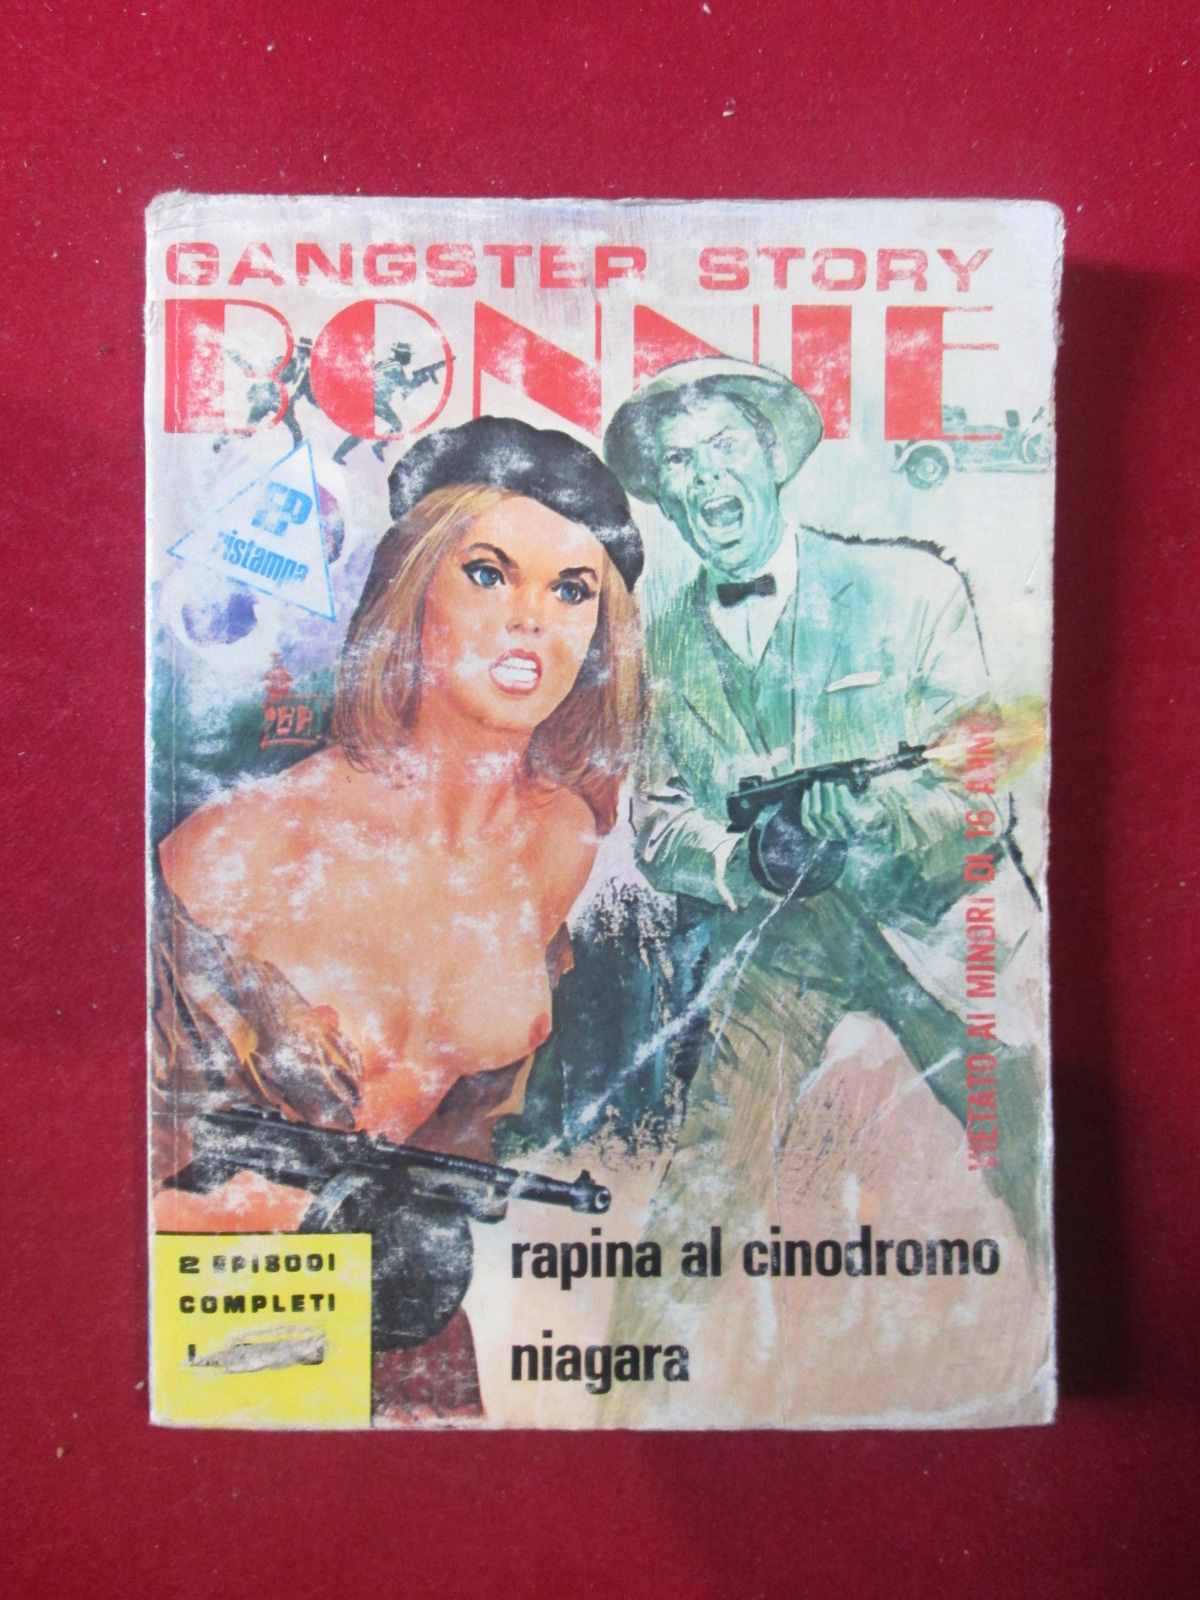 GANGSTER STORY
BONNIE
EP
ristampa
VIETATO AI MINORI DI 16 ANNI
2 EPISODI
COMPLETI
L.
rapina al cinodromo
niagara